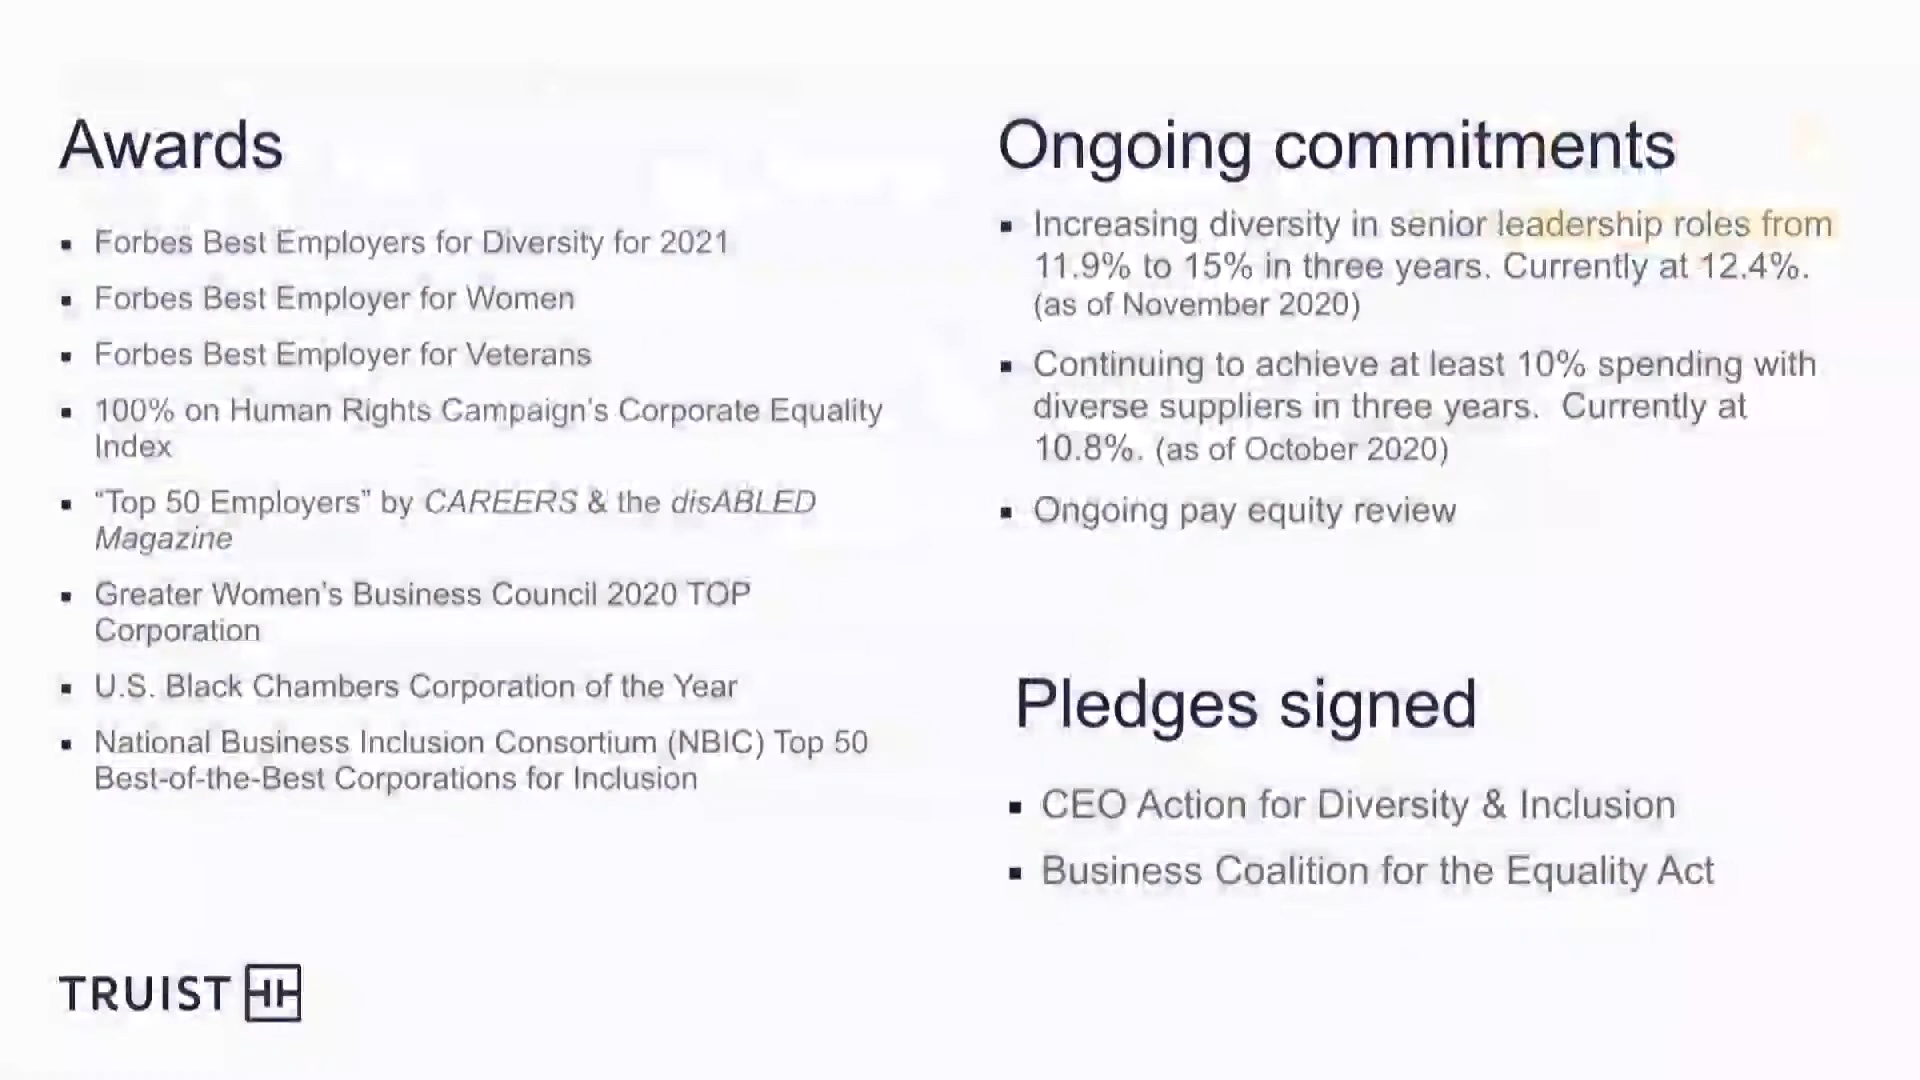 Awards
▪ Forbes Best Employers for Diversity for 2021
▪ Forbes Best Employer for Women
▪ Forbes Best Employer for Veterans
▪ 100% on Human Rights Campaign's Corporate Equality
Index
▪ “Top 50 Employers” by CAREERS & the disABLED
Magazine
▪ Greater Women's Business Council 2020 TOP
Corporation
▪ U.S. Black Chambers Corporation of the Year
▪ National Business Inclusion Consortium (NBIC) Top 50
Best-of-the-Best Corporations for Inclusion
Ongoing commitments
▪ Increasing diversity in senior leadership roles from
11.9% to 15% in three years. Currently at 12.4%.
(as of November 2020)
▪ Continuing to achieve at least 10% spending with
diverse suppliers in three years. Currently at
10.8%. (as of October 2020)
▪ Ongoing pay equity review
Pledges signed
▪ CEO Action for Diversity & Inclusion
▪ Business Coalition for the Equality Act
TRUIST